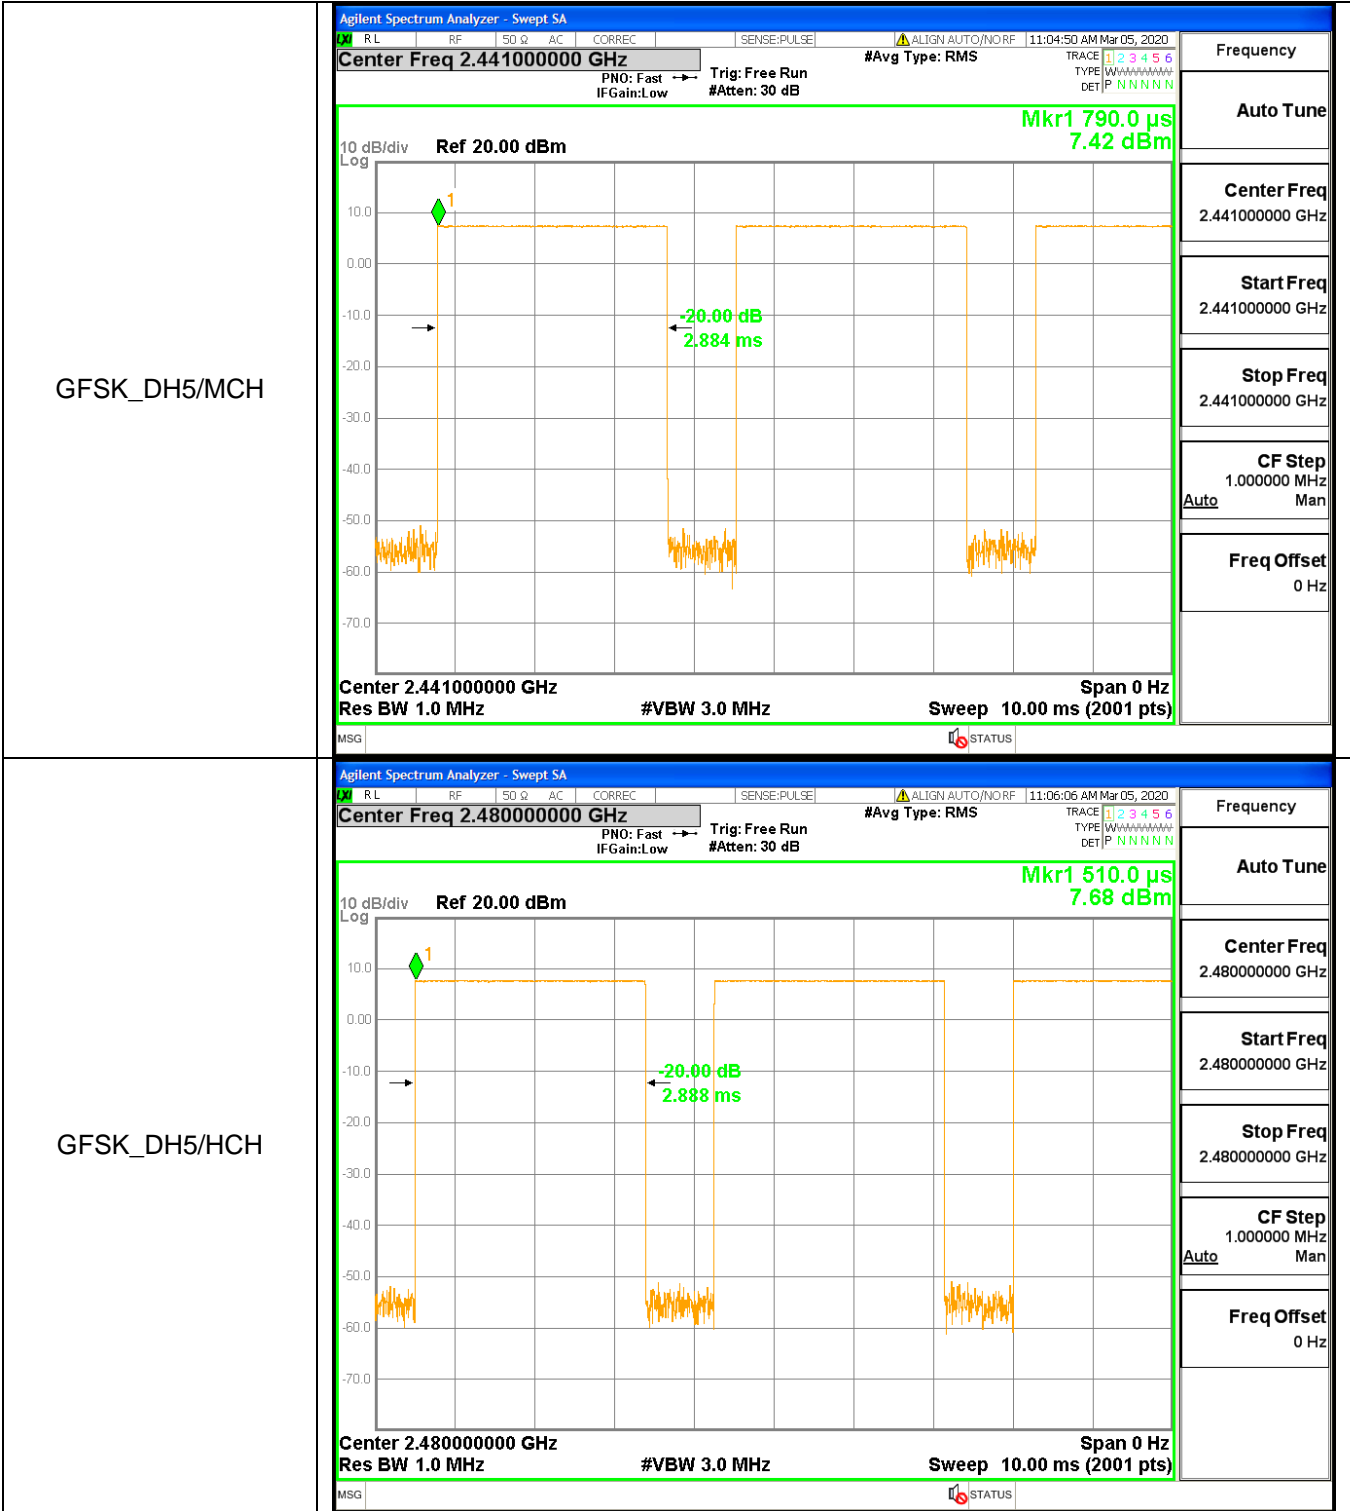 GFSK_DH5/MCH
Agilent Spectrum Analyzer - Swept SA
LXI RL RF 50 Ω AC CORREC SENSE:PULSE ALIGN AUTO/NO RF 11:04:50 AM Mar 05, 2020
Center Freq 2.441000000 GHz
#Avg Type: RMS
TRACE 1 2 3 4 5 6
PNO: Fast Trig: Free Run
TYPE
IFGain:Low #Atten: 30 dB
DET P N N N N N
Mkr1 790.0 µs
7.42 dBm
10 dB/div Ref 20.00 dBm
Log
1
10.0
0.00
-10.0
-20.0
-30.0
-40.0
-50.0
-60.0
-70.0
-20.00 dB
2.884 ms
Center 2.441000000 GHz Span 0 Hz
Res BW 1.0 MHz #VBW 3.0 MHz Sweep 10.00 ms (2001 pts)
MSG STATUS
Frequency
Auto Tune
Center Freq
2.441000000 GHz
Start Freq
2.441000000 GHz
Stop Freq
2.441000000 GHz
CF Step
1.000000 MHz
Auto Man
Freq Offset
0 Hz
GFSK_DH5/HCH
Agilent Spectrum Analyzer - Swept SA
LXI RL RF 50 Ω AC CORREC SENSE:PULSE ALIGN AUTO/NO RF 11:06:06 AM Mar 05, 2020
Center Freq 2.480000000 GHz
#Avg Type: RMS
TRACE 1 2 3 4 5 6
PNO: Fast Trig: Free Run
TYPE
IFGain:Low #Atten: 30 dB
DET P N N N N N
Mkr1 510.0 µs
7.68 dBm
10 dB/div Ref 20.00 dBm
Log
1
10.0
0.00
-10.0
-20.0
-30.0
-40.0
-50.0
-60.0
-70.0
-20.00 dB
2.888 ms
Center 2.480000000 GHz Span 0 Hz
Res BW 1.0 MHz #VBW 3.0 MHz Sweep 10.00 ms (2001 pts)
MSG STATUS
Frequency
Auto Tune
Center Freq
2.480000000 GHz
Start Freq
2.480000000 GHz
Stop Freq
2.480000000 GHz
CF Step
1.000000 MHz
Auto Man
Freq Offset
0 Hz